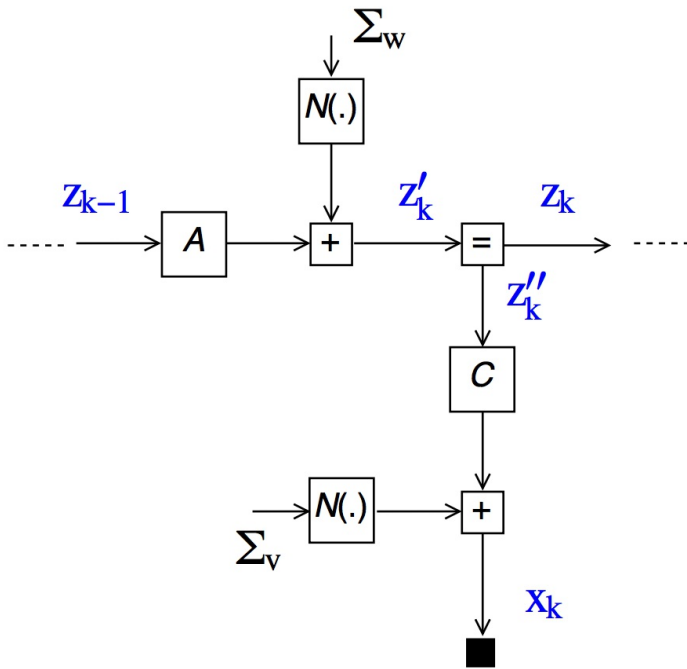 Σw
N(.)
zk−1 A + z′k = zk
z′′k
C
Σv N(.) +
xk